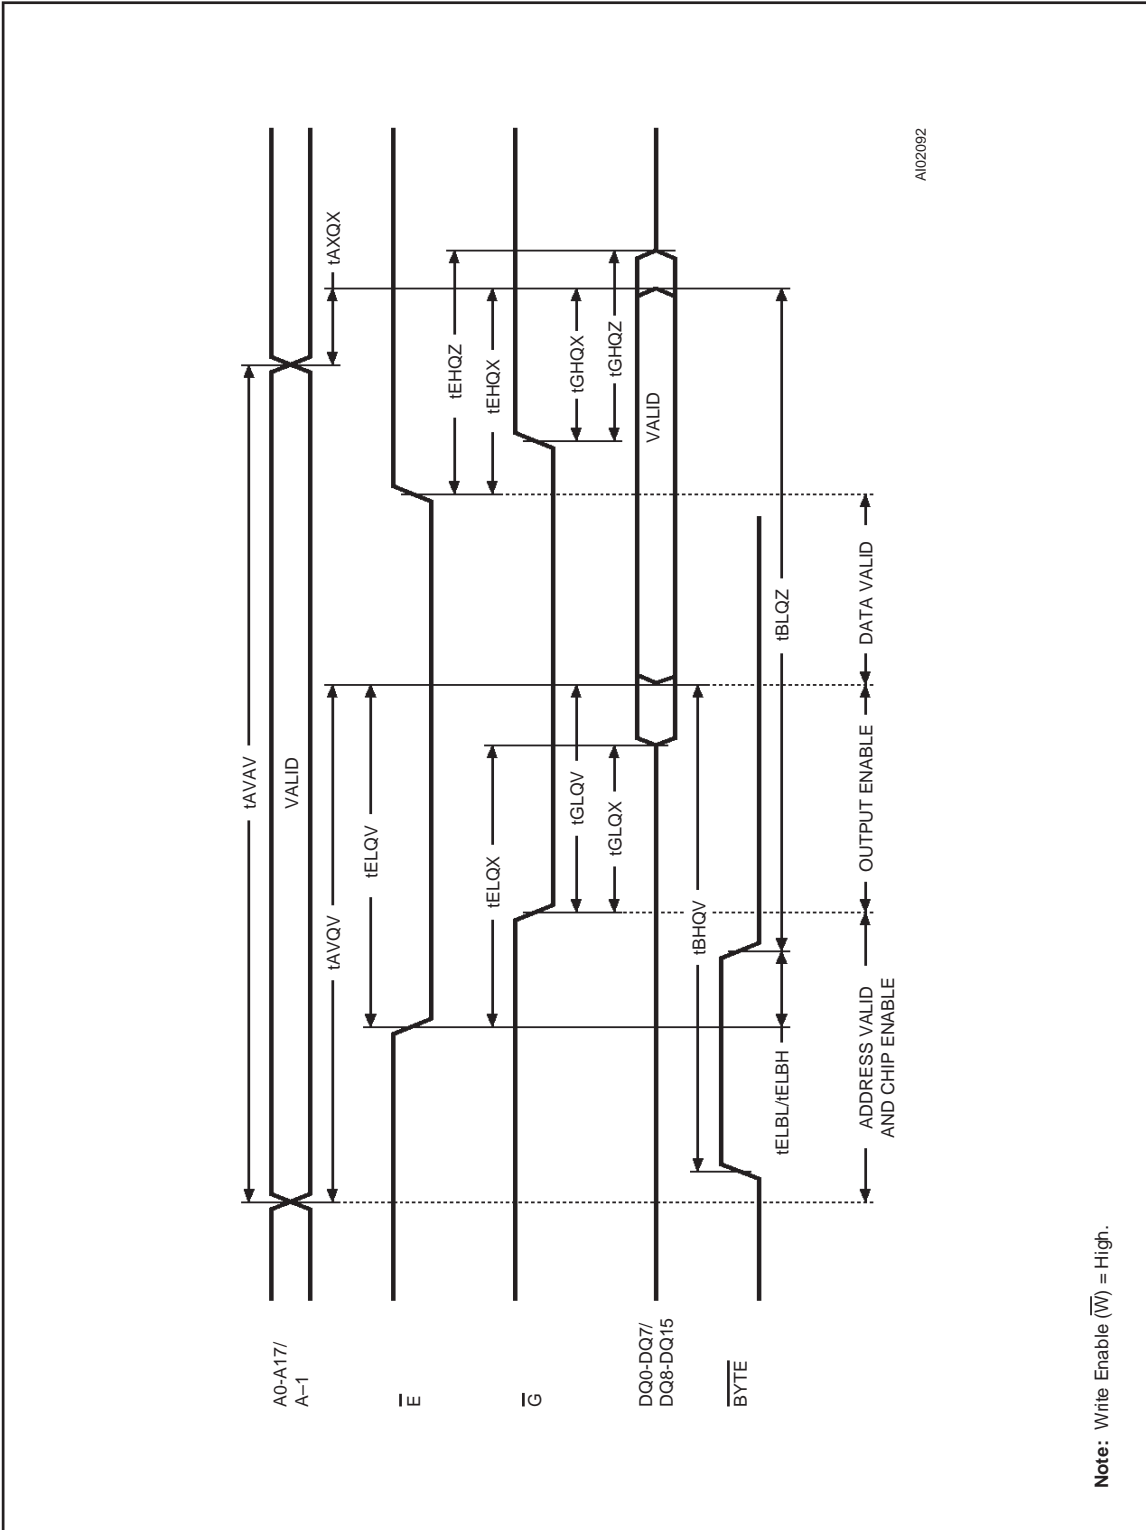 tAVAV
A0-A17/
A–1
VALID
tAVQV
tAXQX
tELQV
E
tEHQZ
tELQX
tEHQX
G
tGLQV
tGHQX
tGLQX
tGHQZ
DQ0-DQ7/
DQ8-DQ15
VALID
tBHQV
BYTE
tELBL/tELBH
tBLQZ
ADDRESS VALID
AND CHIP ENABLE
OUTPUT ENABLE
DATA VALID
AI02092
Note: Write Enable (W̅) = High.